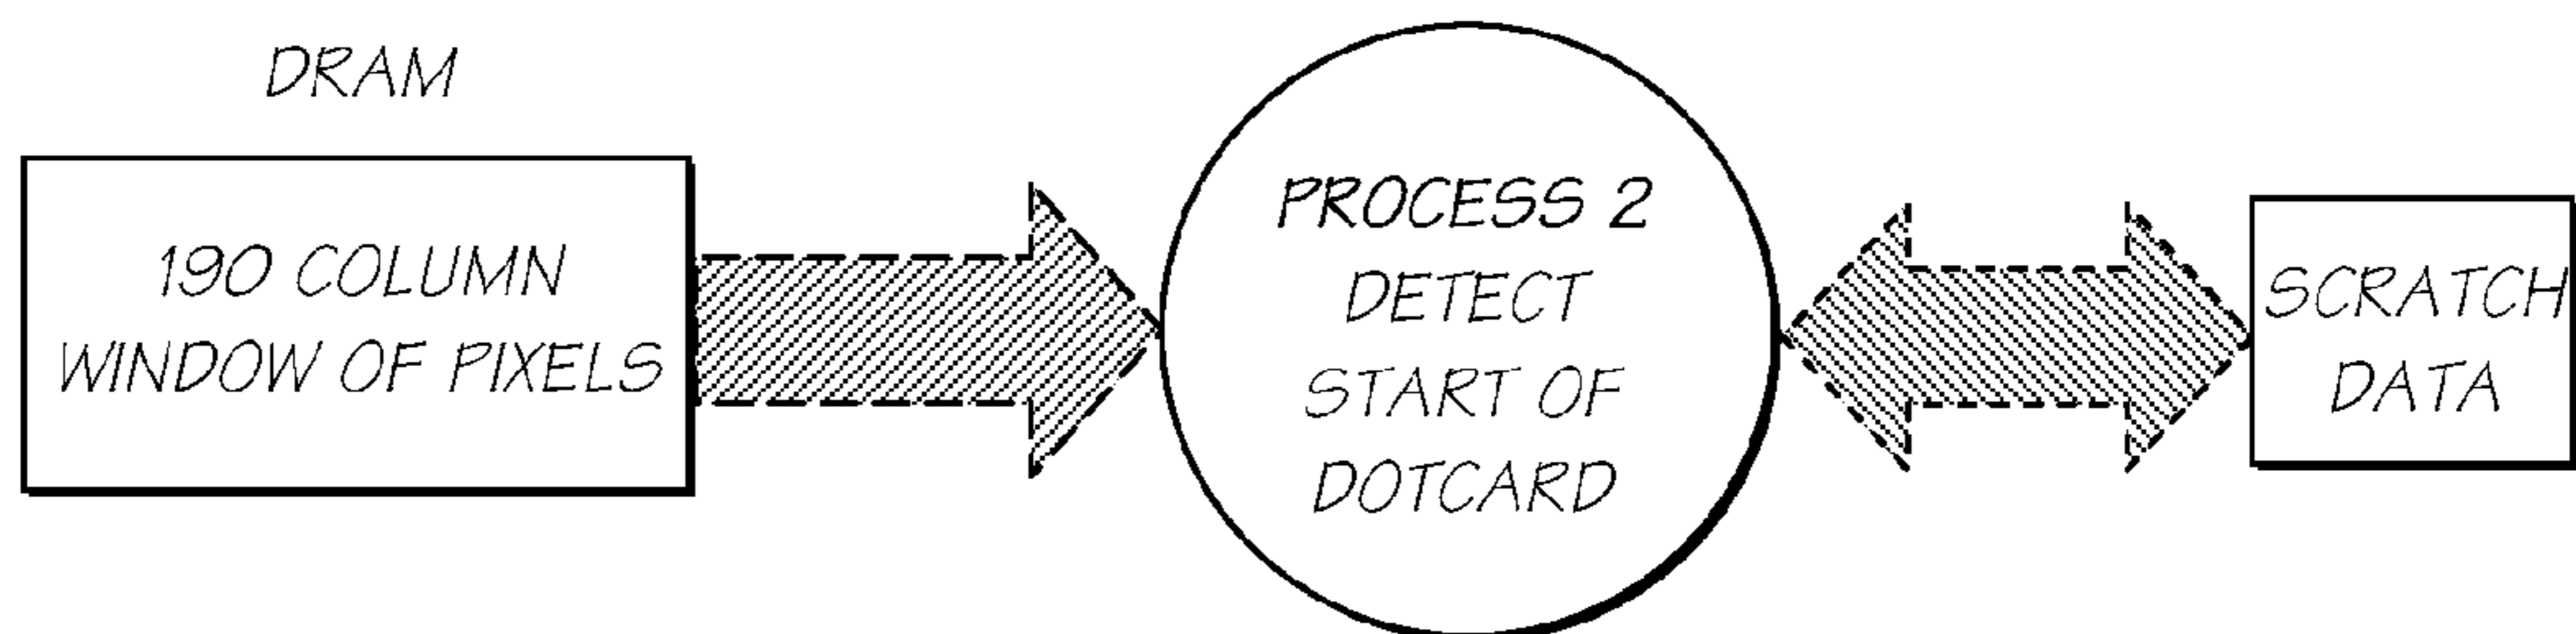 DRAM
190 COLUMN
WINDOW OF PIXELS
PROCESS 2
DETECT
START OF
DOTCARD
SCRATCH
DATA